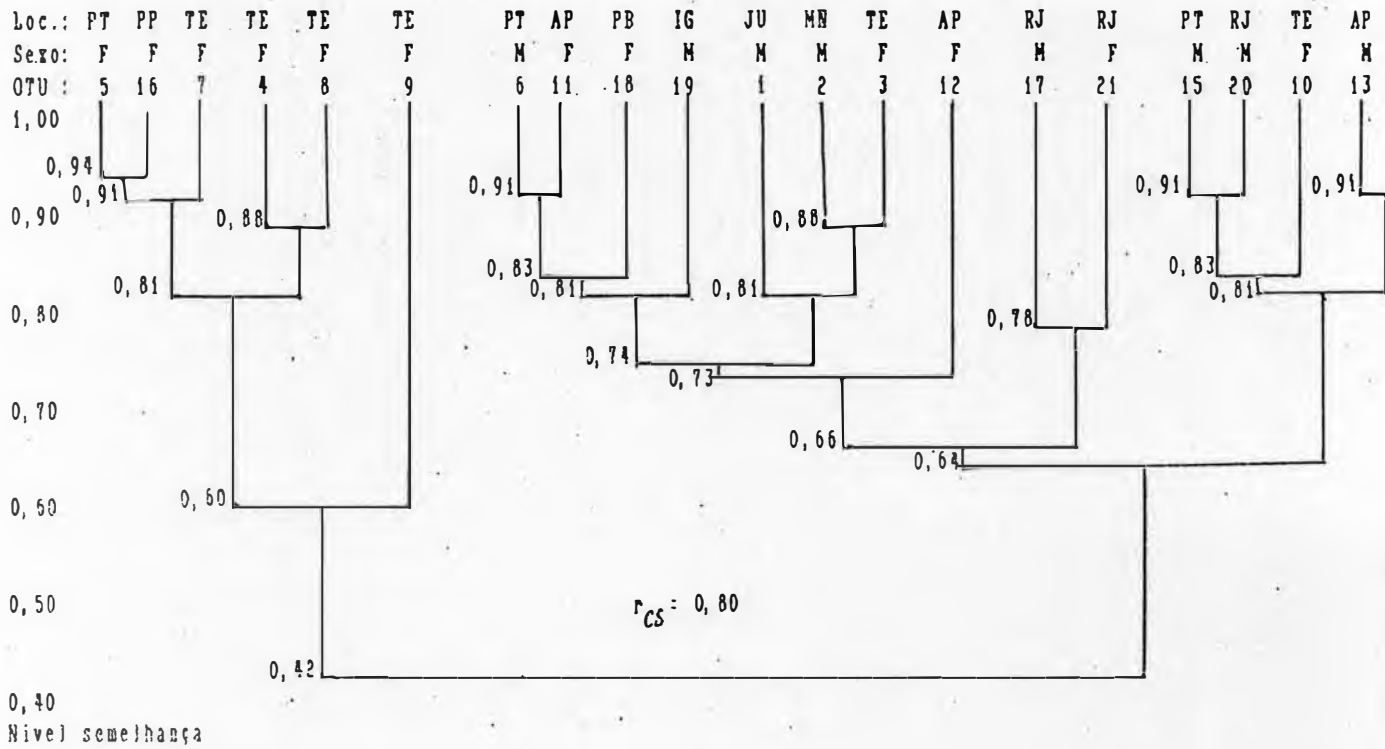 Loc.: PT PP TE TE TE TE PT AP PB IG JU MN TE AP RJ RJ PT RJ TE AP
Sexo: F F F F F F M F F M M M F F M F M M F M
OTU : 5 16 7 4 8 9 6 11 18 19 1 2 3 12 17 21 15 20 10 13
1,00
0,94
0,91 0,91 0,91 0,91
0,90 0,88 0,88
0,83 0,83
0,81 0,81 0,81 0,81
0,80
0,78
0,74
0,73
0,70
0,66
0,64
0,60 0,60
0,50
rCS = 0,80
0,42
0,40
Nivel semelhança